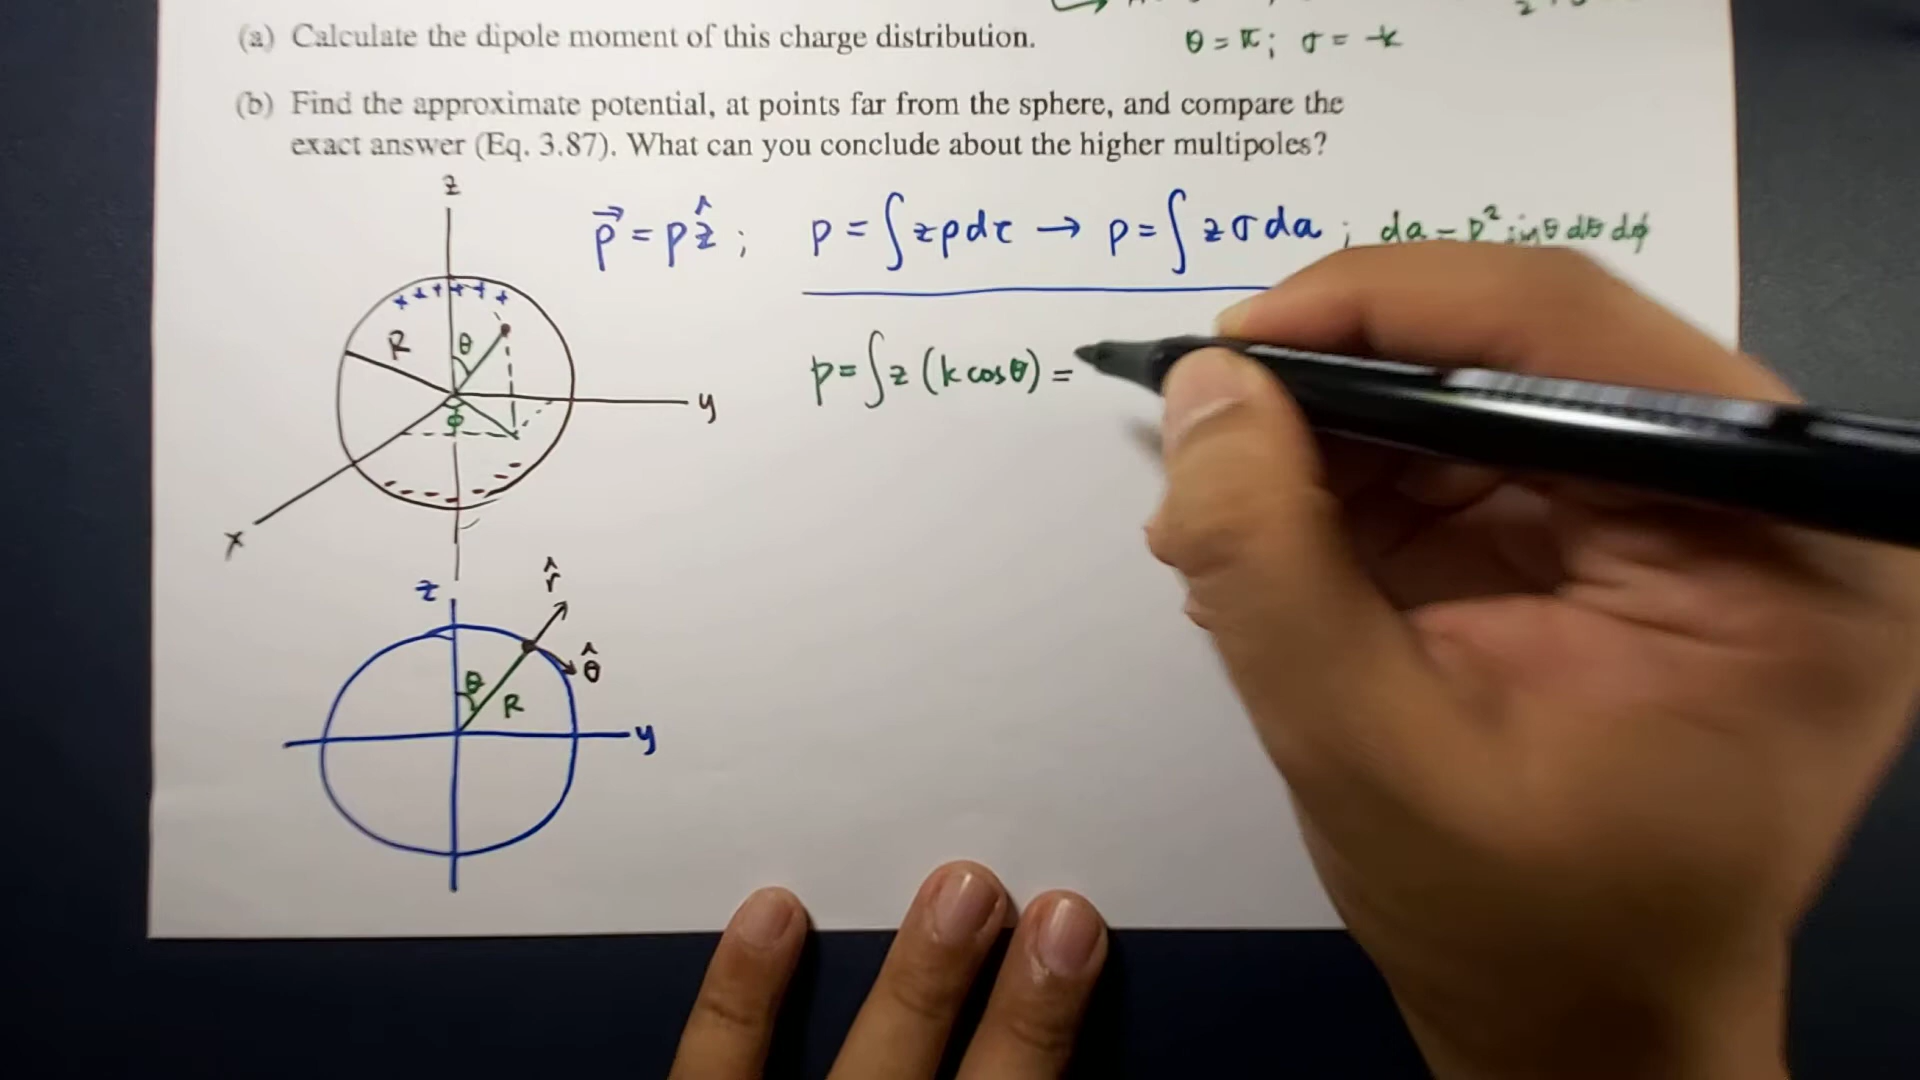 (a) Calculate the dipole moment of this charge distribution.
θ = π; σ = -k
(b) Find the approximate potential, at points far from the sphere, and compare the
exact answer (Eq. 3.87). What can you conclude about the higher multipoles?
z
p⃗ = pẑ; p = ∫zρdτ → p = ∫zσda; da = R² sinθ dθ dϕ
+ + + + + +
R θ
p = ∫z (k cosθ) =
y
ϕ
- - - - - - -
x
r̂
z
θ̂
θ R
y